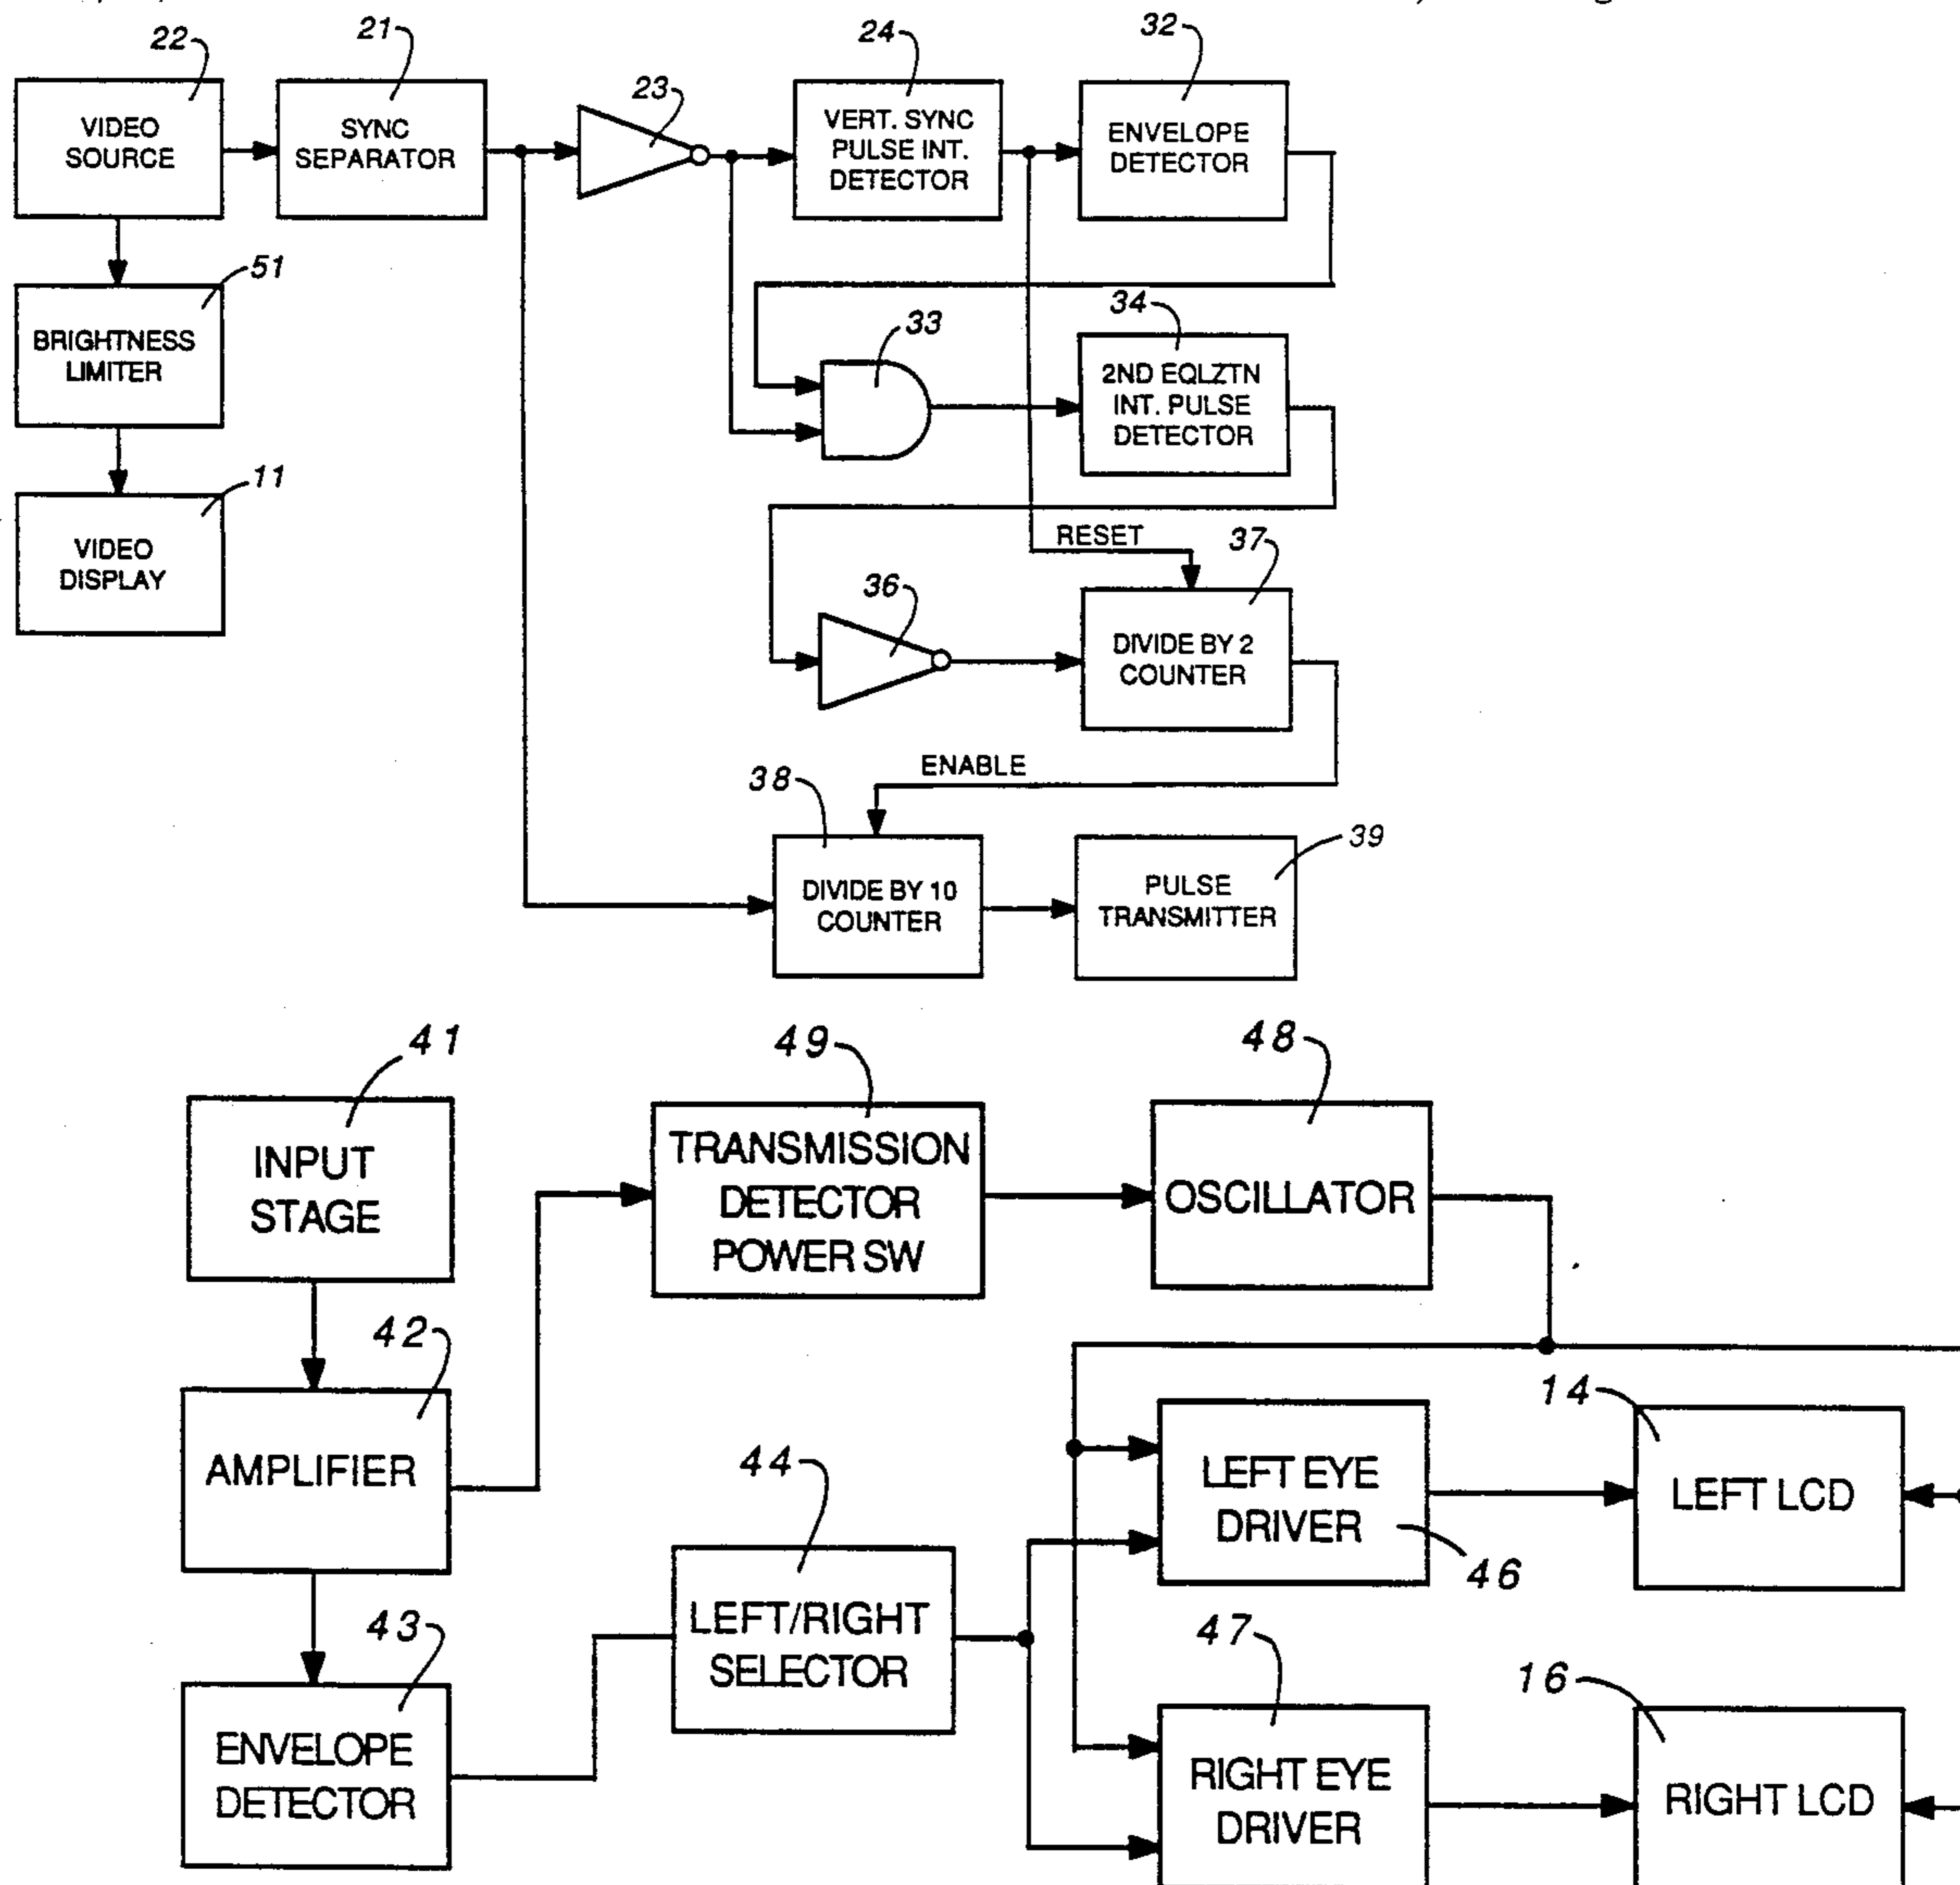 22
21
23
24
32
VIDEO
SOURCE
SYNC
SEPARATOR
VERT. SYNC
PULSE INT.
DETECTOR
ENVELOPE
DETECTOR
51
BRIGHTNESS
LIMITER
33
34
2ND EQLZTN
INT. PULSE
DETECTOR
11
VIDEO
DISPLAY
RESET
37
36
DIVIDE BY 2
COUNTER
ENABLE
38
39
DIVIDE BY 10
COUNTER
PULSE
TRANSMITTER
41
49
48
INPUT
STAGE
TRANSMISSION
DETECTOR
POWER SW
OSCILLATOR
42
AMPLIFIER
14
44
LEFT EYE
DRIVER
46
LEFT LCD
43
LEFT/RIGHT
SELECTOR
47
16
ENVELOPE
DETECTOR
RIGHT EYE
DRIVER
RIGHT LCD